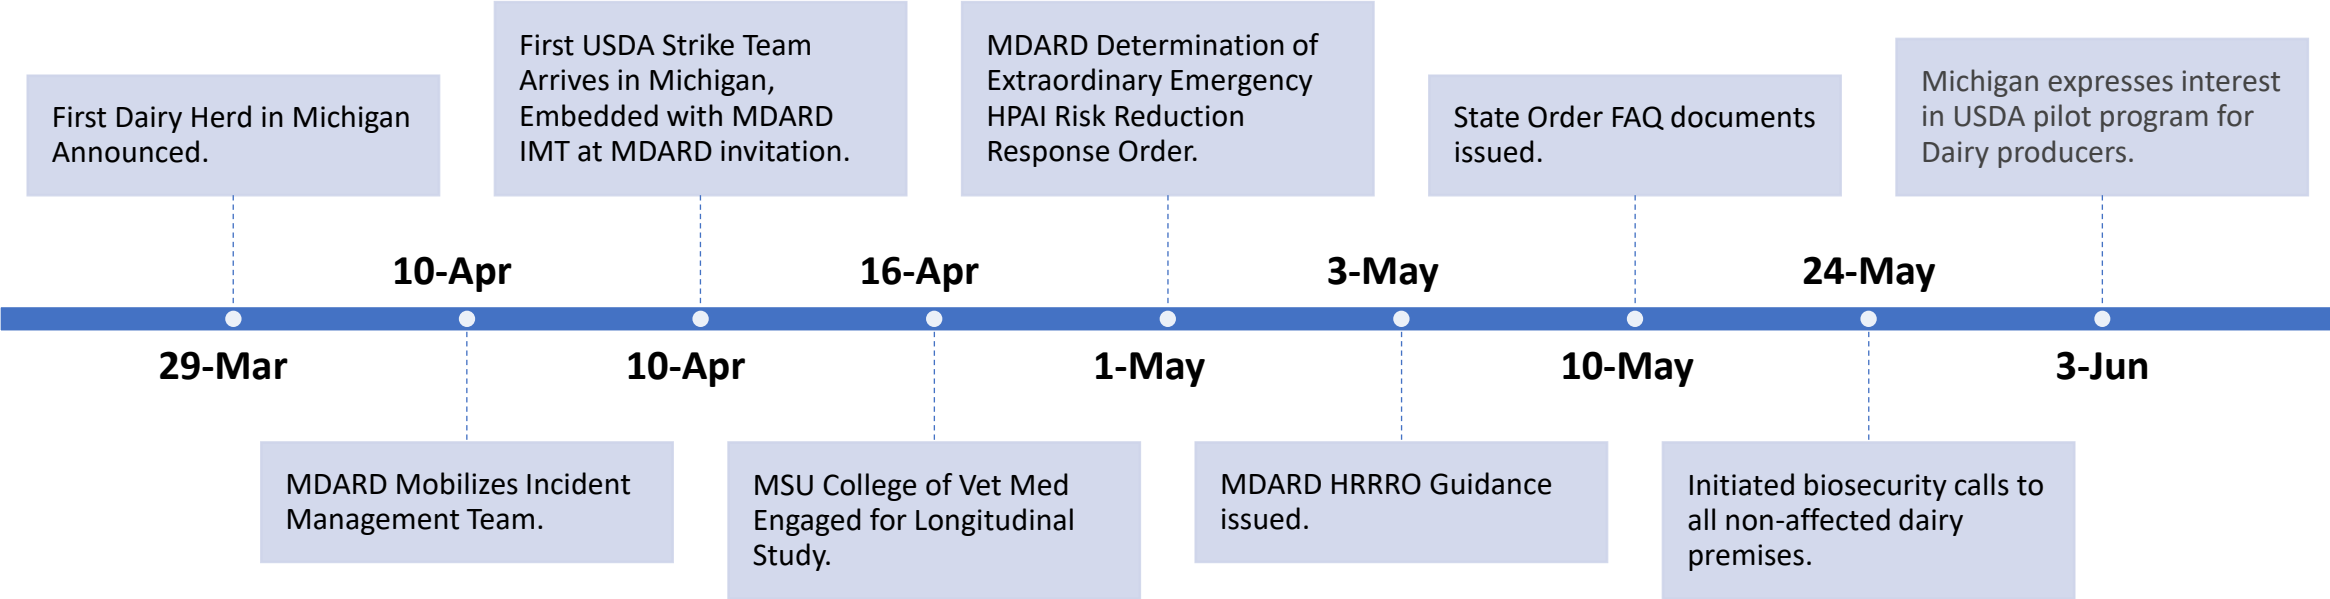 First Dairy Herd in Michigan
Announced.
29-Mar
10-Apr
MDARD Mobilizes Incident
Management Team.
First USDA Strike Team
Arrives in Michigan,
Embedded with MDARD
IMT at MDARD invitation.
10-Apr
16-Apr
MSU College of Vet Med
Engaged for Longitudinal
Study.
MDARD Determination of
Extraordinary Emergency
HPAI Risk Reduction
Response Order.
1-May
3-May
MDARD HRRRO Guidance
issued.
State Order FAQ documents
issued.
10-May
24-May
Initiated biosecurity calls to
all non-affected dairy
premises.
Michigan expresses interest
in USDA pilot program for
Dairy producers.
3-Jun